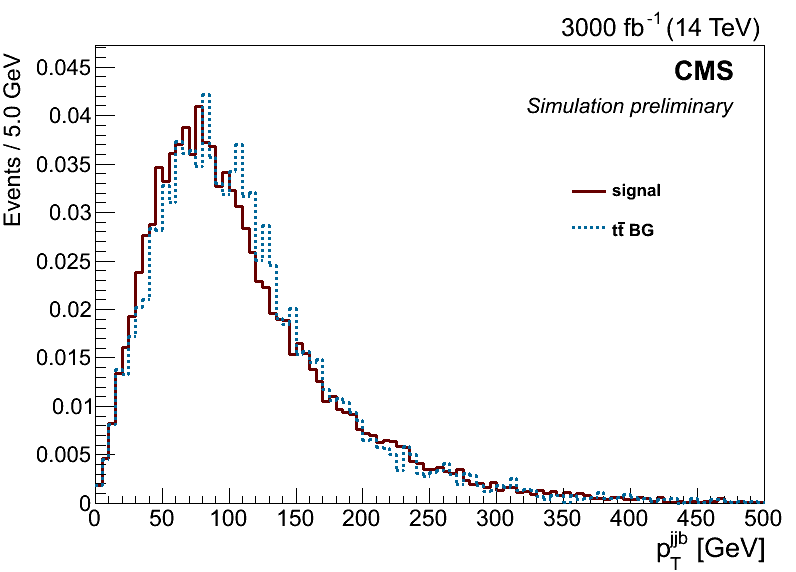 3000 fb⁻¹ (14 TeV)
CMS
Simulation preliminary
signal
tt̄ BG
Events / 5.0 GeV
0.045
0.04
0.035
0.03
0.025
0.02
0.015
0.01
0.005
0
0 50 100 150 200 250 300 350 400 450 500
p_T^jjb [GeV]